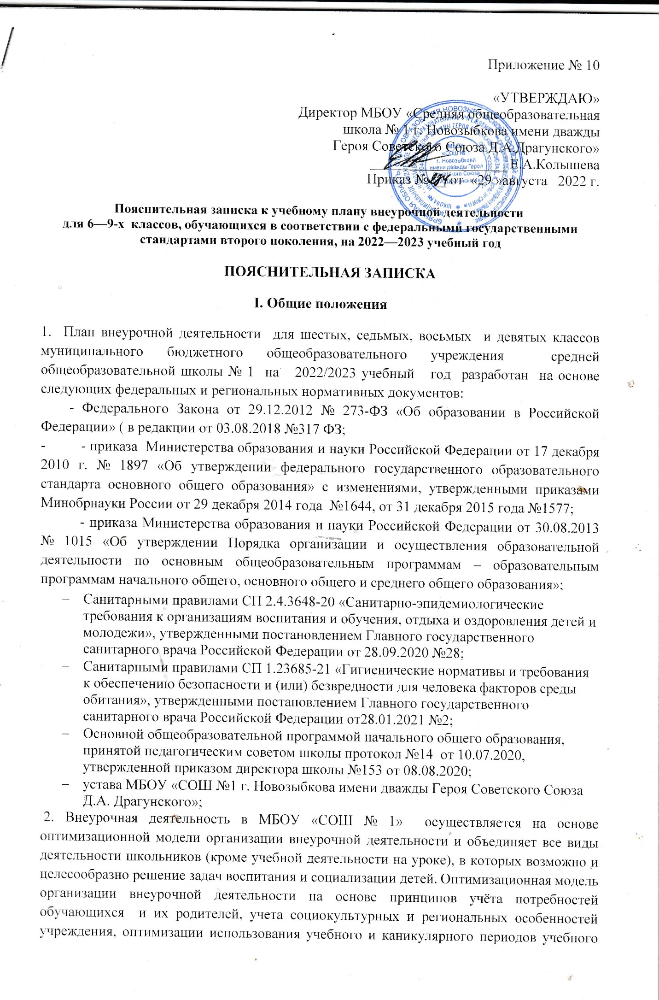 Приложение № 10
«УТВЕРЖДАЮ»
Директор МБОУ «Средняя общеобразовательная
школа № 1 г. Новозыбкова имени дважды
Героя Советского Союза Д.А.Драгунского»
Е.А.Колышева
Приказ № от «29 »августа 2022 г.
МБОУ
«СОШ № 1
г. Новозыбкова
имени дважды Героя
Советского Союза
Пояснительная записка к учебному плану внеурочной деятельности
для 6—9-х классов, обучающихся в соответствии с федеральными государственными
стандартами второго поколения, на 2022—2023 учебный год
ПОЯСНИТЕЛЬНАЯ ЗАПИСКА
I. Общие положения
1. План внеурочной деятельности для шестых, седьмых, восьмых и девятых классов
муниципального бюджетного общеобразовательного учреждения средней
общеобразовательной школы № 1 на 2022/2023 учебный год разработан на основе
следующих федеральных и региональных нормативных документов:
- Федерального Закона от 29.12.2012 № 273-ФЗ «Об образовании в Российской
Федерации» ( в редакции от 03.08.2018 №317 ФЗ;
- - приказа Министерства образования и науки Российской Федерации от 17 декабря
2010 г. № 1897 «Об утверждении федерального государственного образовательного
стандарта основного общего образования» с изменениями, утвержденными приказами
Минобрнауки России от 29 декабря 2014 года №1644, от 31 декабря 2015 года №1577;
- приказа Министерства образования и науки Российской Федерации от 30.08.2013
№ 1015 «Об утверждении Порядка организации и осуществления образовательной
деятельности по основным общеобразовательным программам – образовательным
программам начального общего, основного общего и среднего общего образования»;
– Санитарными правилами СП 2.4.3648-20 «Санитарно-эпидемиологические
требования к организациям воспитания и обучения, отдыха и оздоровления детей и
молодежи», утвержденными постановлением Главного государственного
санитарного врача Российской Федерации от 28.09.2020 №28;
– Санитарными правилами СП 1.23685-21 «Гигиенические нормативы и требования
к обеспечению безопасности и (или) безвредности для человека факторов среды
обитания», утвержденными постановлением Главного государственного
санитарного врача Российской Федерации от28.01.2021 №2;
– Основной общеобразовательной программой начального общего образования,
принятой педагогическим советом школы протокол №14 от 10.07.2020,
утвержденной приказом директора школы №153 от 08.08.2020;
– устава МБОУ «СОШ №1 г. Новозыбкова имени дважды Героя Советского Союза
Д.А. Драгунского»;
2. Внеурочная деятельность в МБОУ «СОШ № 1» осуществляется на основе
оптимизационной модели организации внеурочной деятельности и объединяет все виды
деятельности школьников (кроме учебной деятельности на уроке), в которых возможно и
целесообразно решение задач воспитания и социализации детей. Оптимизационная модель
организации внеурочной деятельности на основе принципов учёта потребностей
обучающихся и их родителей, учета социокультурных и региональных особенностей
учреждения, оптимизации использования учебного и каникулярного периодов учебного